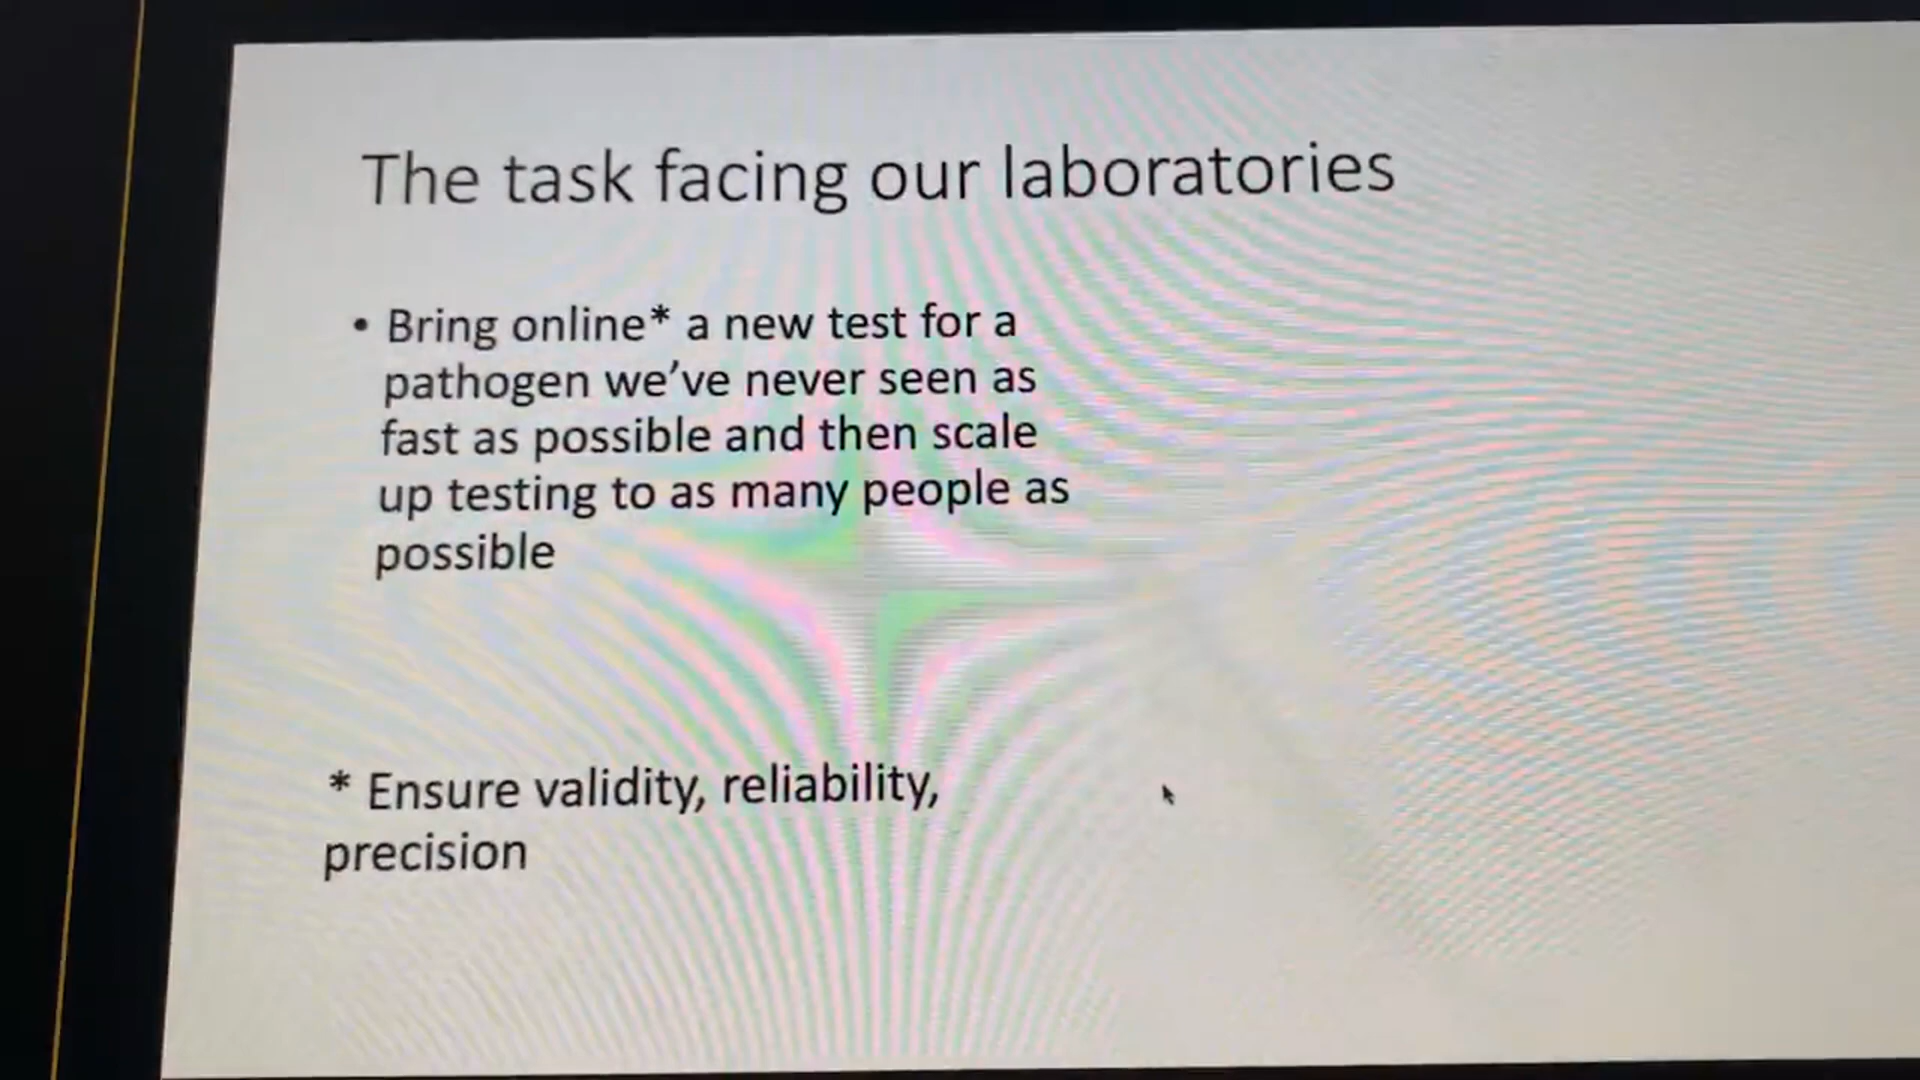 The task facing our laboratories
• Bring online* a new test for a
pathogen we’ve never seen as
fast as possible and then scale
up testing to as many people as
possible
* Ensure validity, reliability,
precision